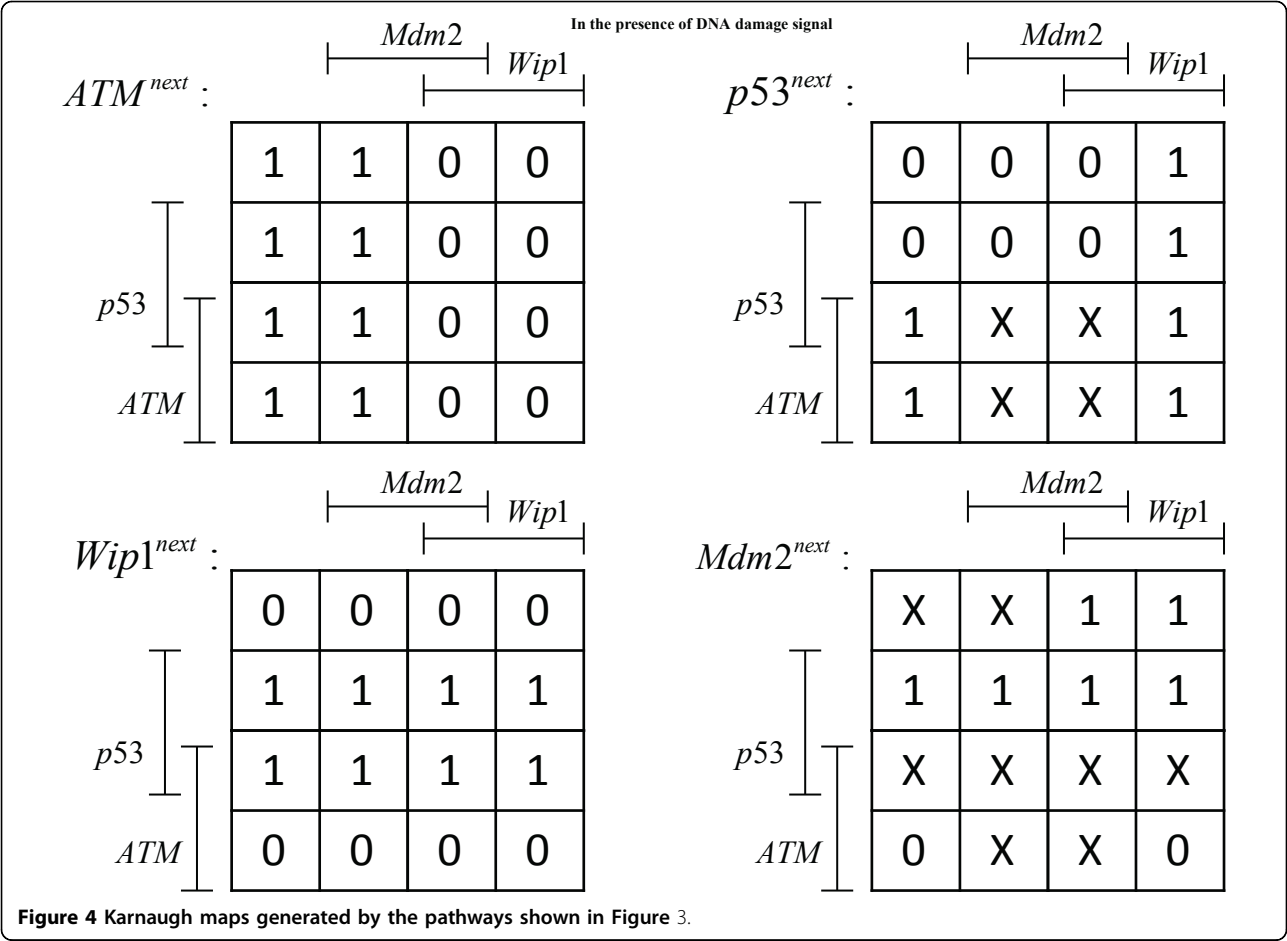 In the presence of DNA damage signal
Mdm2
Wip1
ATM^next :
1 1 0 0
1 1 0 0
1 1 0 0
1 1 0 0
p53
ATM
Mdm2
Wip1
p53^next :
0 0 0 1
0 0 0 1
1 X X 1
1 X X 1
p53
ATM
Mdm2
Wip1
Wip1^next :
0 0 0 0
1 1 1 1
1 1 1 1
0 0 0 0
p53
ATM
Mdm2
Wip1
Mdm2^next :
X X 1 1
1 1 1 1
X X X X
0 X X 0
p53
ATM
Figure 4 Karnaugh maps generated by the pathways shown in Figure 3.